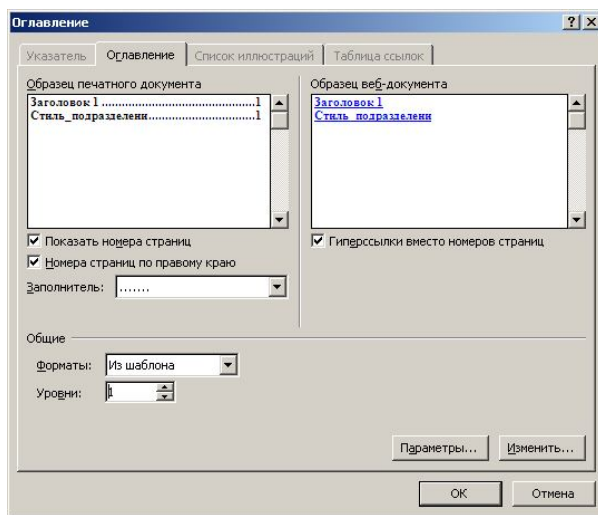 Оглавление
Указатель Оглавление Список иллюстраций Таблица ссылок
Образец печатного документа
Заголовок 1.............................................1
Стиль_подразделени................................1
Образец веб-документа
Заголовок 1
Стиль_подразделени
Показать номера страниц
Номера страниц по правому краю
Заполнитель: .......
Гиперссылки вместо номеров страниц
Общие
Форматы: Из шаблона
Уровни: 1
Параметры... Изменить...
ОК Отмена